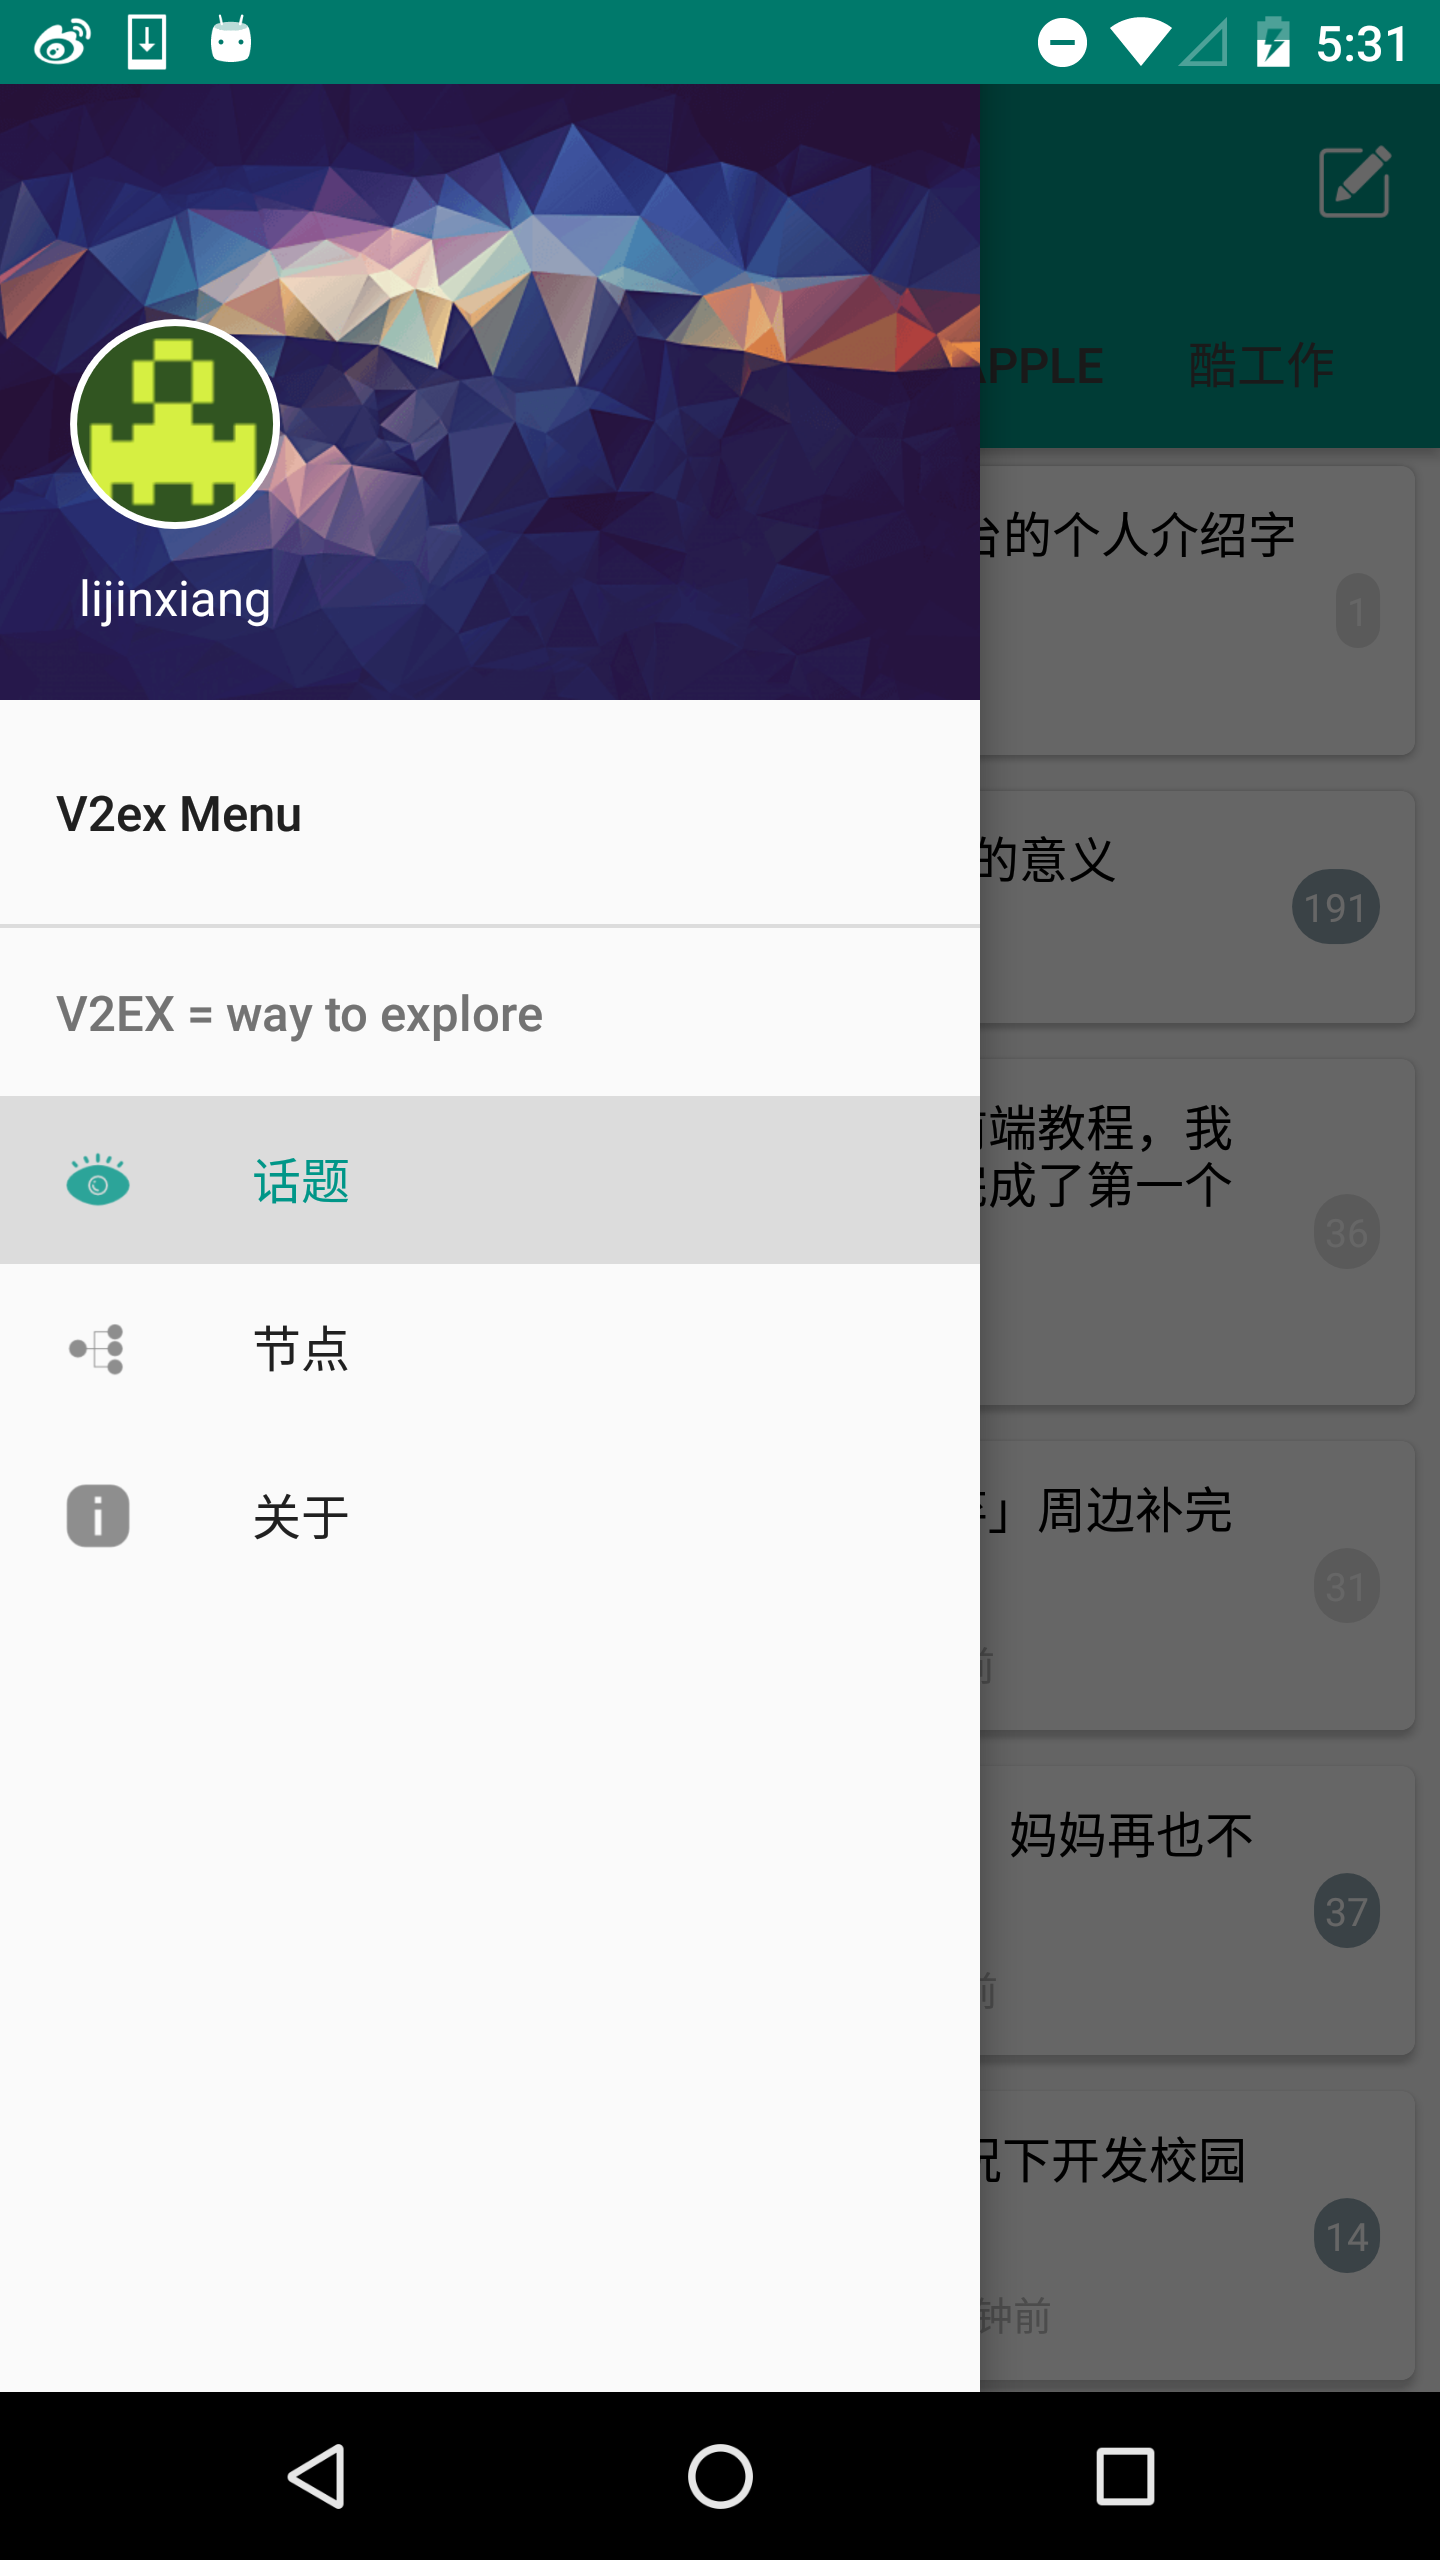 5:31
APPLE 酷工作
lijinxiang
V2ex Menu
V2EX = way to explore
话题
节点
关于
的个人介绍字
1
的意义
191
端教程，我
成了第一个
36
」周边补完
31
前
妈妈再也不
37
前
下开发校园
14
钟前